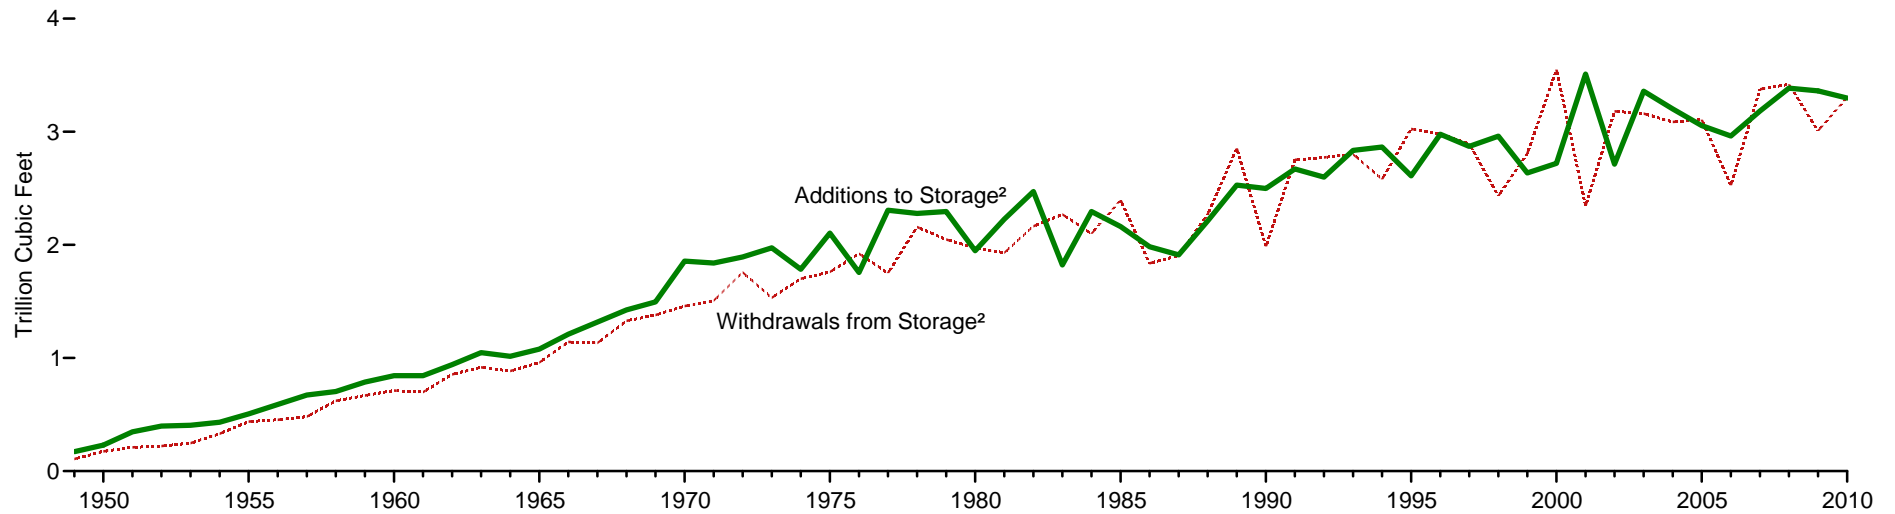 4
3
2
1
0
Trillion Cubic Feet
Additions to Storage²
Withdrawals from Storage²
1950 1955 1960 1965 1970 1975 1980 1985 1990 1995 2000 2005 2010